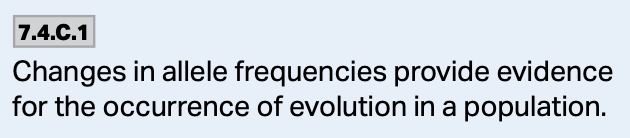 7.4.C.1
Changes in allele frequencies provide evidence
for the occurrence of evolution in a population.